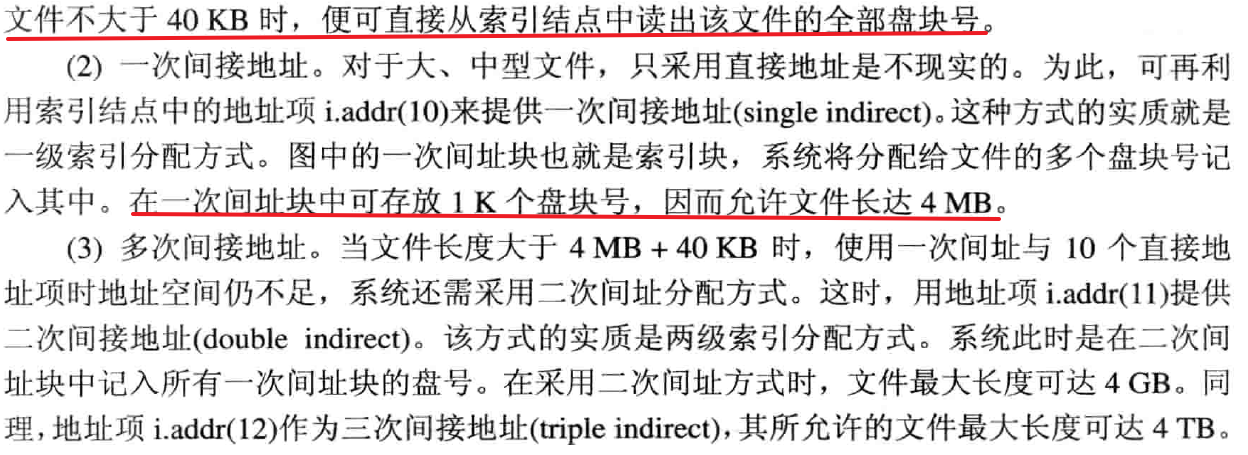 文件不大于 40 KB 时，便可直接从索引结点中读出该文件的全部盘块号。
(2) 一次间接地址。对于大、中型文件，只采用直接地址是不现实的。为此，可再利
用索引结点中的地址项 i.addr(10)来提供一次间接地址(single indirect)。这种方式的实质就是
一级索引分配方式。图中的一次间址块也就是索引块，系统将分配给文件的多个盘块号记
入其中。在一次间址块中可存放 1 K 个盘块号，因而允许文件长达 4 MB。
(3) 多次间接地址。当文件长度大于 4 MB + 40 KB 时，使用一次间址与 10 个直接地
址项时地址空间仍不足，系统还需采用二次间址分配方式。这时，用地址项 i.addr(11)提供
二次间接地址(double indirect)。该方式的实质是两级索引分配方式。系统此时是在二次间
址块中记入所有一次间址块的盘号。在采用二次间址方式时，文件最大长度可达 4 GB。同
理，地址项 i.addr(12)作为三次间接地址(triple indirect)，其所允许的文件最大长度可达 4 TB。